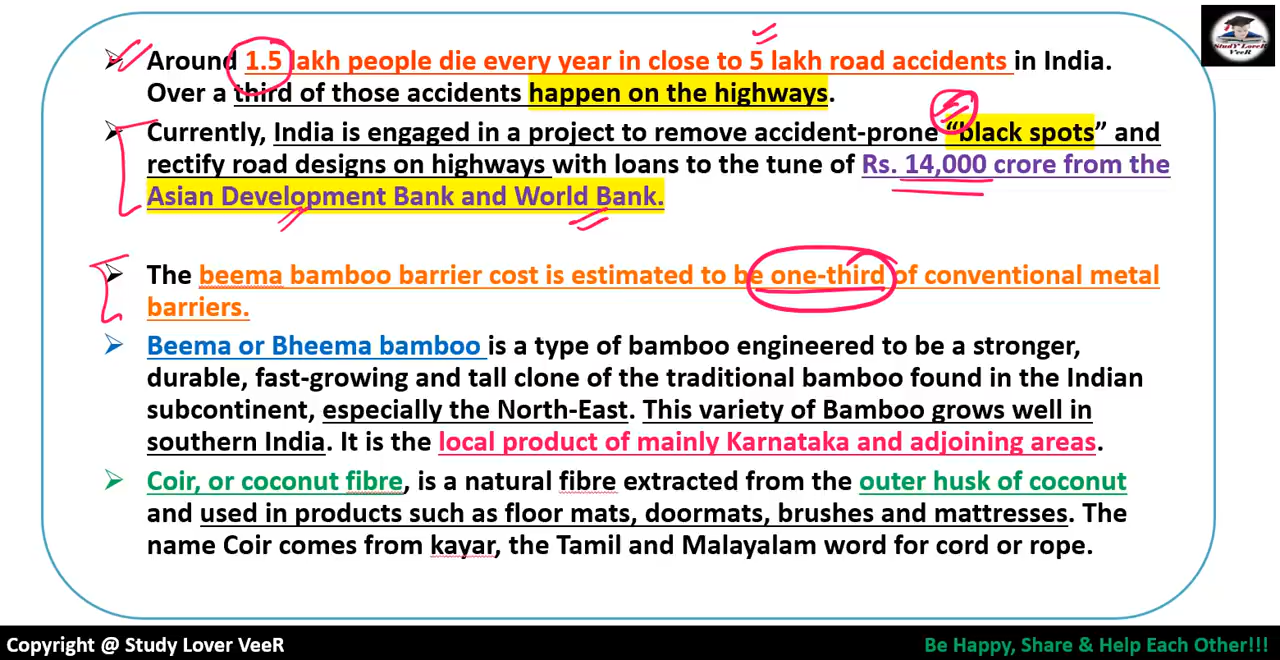 Around 1.5 lakh people die every year in close to 5 lakh road accidents in India.
Over a third of those accidents happen on the highways.
Currently, India is engaged in a project to remove accident-prone “black spots” and
rectify road designs on highways with loans to the tune of Rs. 14,000 crore from the
Asian Development Bank and World Bank.
The beema bamboo barrier cost is estimated to be one-third of conventional metal
barriers.
Beema or Bheema bamboo is a type of bamboo engineered to be a stronger,
durable, fast-growing and tall clone of the traditional bamboo found in the Indian
subcontinent, especially the North-East. This variety of Bamboo grows well in
southern India. It is the local product of mainly Karnataka and adjoining areas.
Coir, or coconut fibre, is a natural fibre extracted from the outer husk of coconut
and used in products such as floor mats, doormats, brushes and mattresses. The
name Coir comes from kayar, the Tamil and Malayalam word for cord or rope.
StudY LoveR
VeeR
Copyright @ Study Lover VeeR
Be Happy, Share & Help Each Other!!!